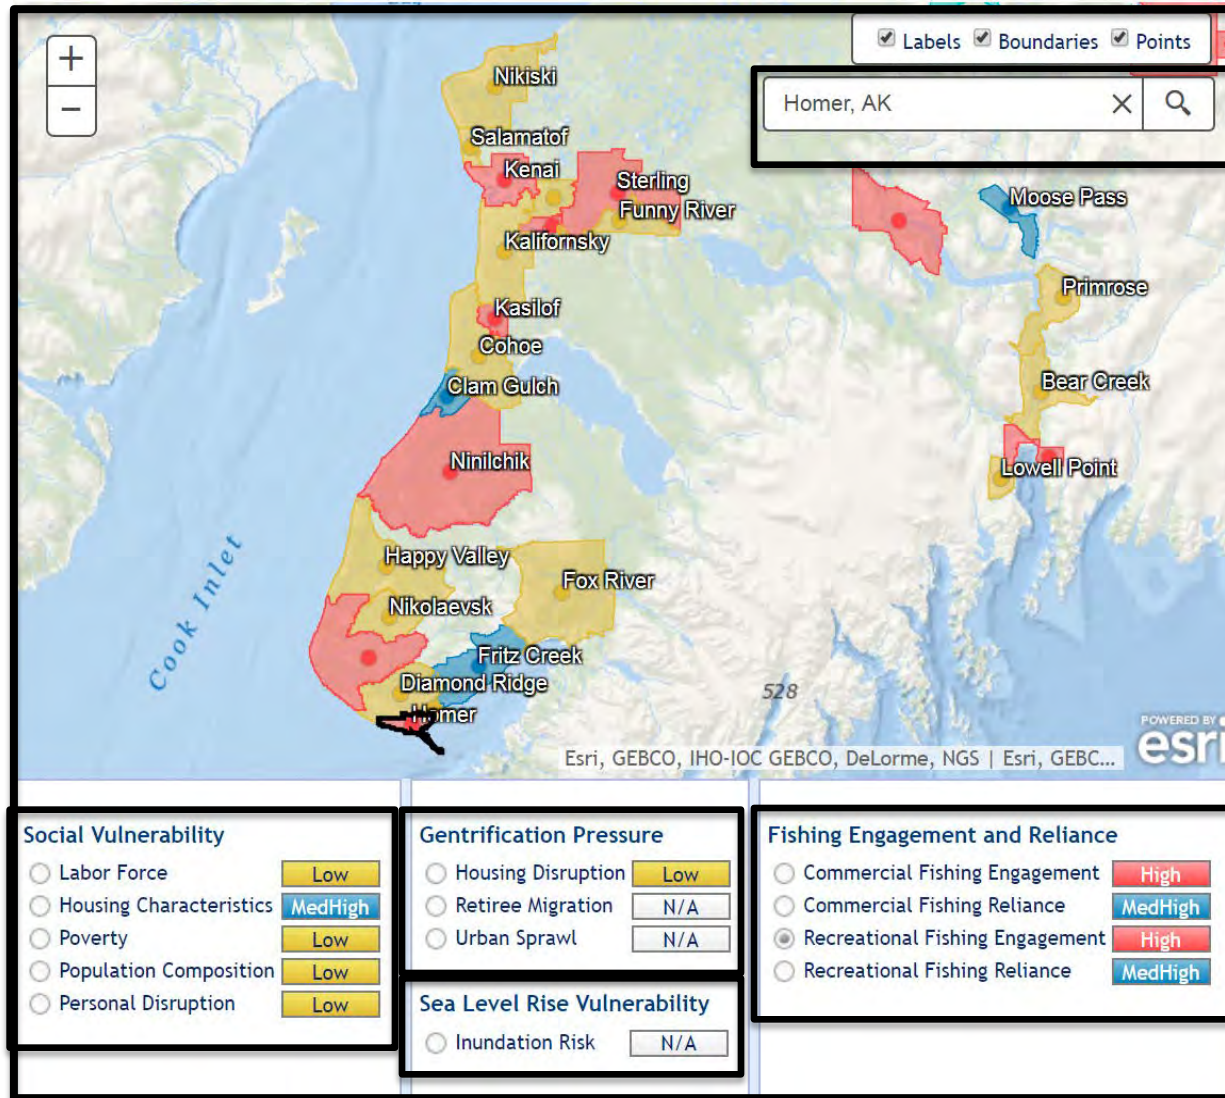 +
−
Labels Boundaries Points
Homer, AK
Nikiski
Salamatof
Kenai
Sterling
Funny River
Moose Pass
Kalifornsky
Primrose
Kasilof
Cohoe
Clam Gulch
Bear Creek
Ninilchik
Lowell Point
Happy Valley
Fox River
Nikolaevsk
Cook Inlet
Fritz Creek
Diamond Ridge
528
Homer
POWERED BY
esri
Esri, GEBCO, IHO-IOC GEBCO, DeLorme, NGS | Esri, GEBC...
Social Vulnerability
Labor Force Low
Housing Characteristics MedHigh
Poverty Low
Population Composition Low
Personal Disruption Low
Gentrification Pressure
Housing Disruption Low
Retiree Migration N/A
Urban Sprawl N/A
Sea Level Rise Vulnerability
Inundation Risk N/A
Fishing Engagement and Reliance
Commercial Fishing Engagement High
Commercial Fishing Reliance MedHigh
Recreational Fishing Engagement High
Recreational Fishing Reliance MedHigh